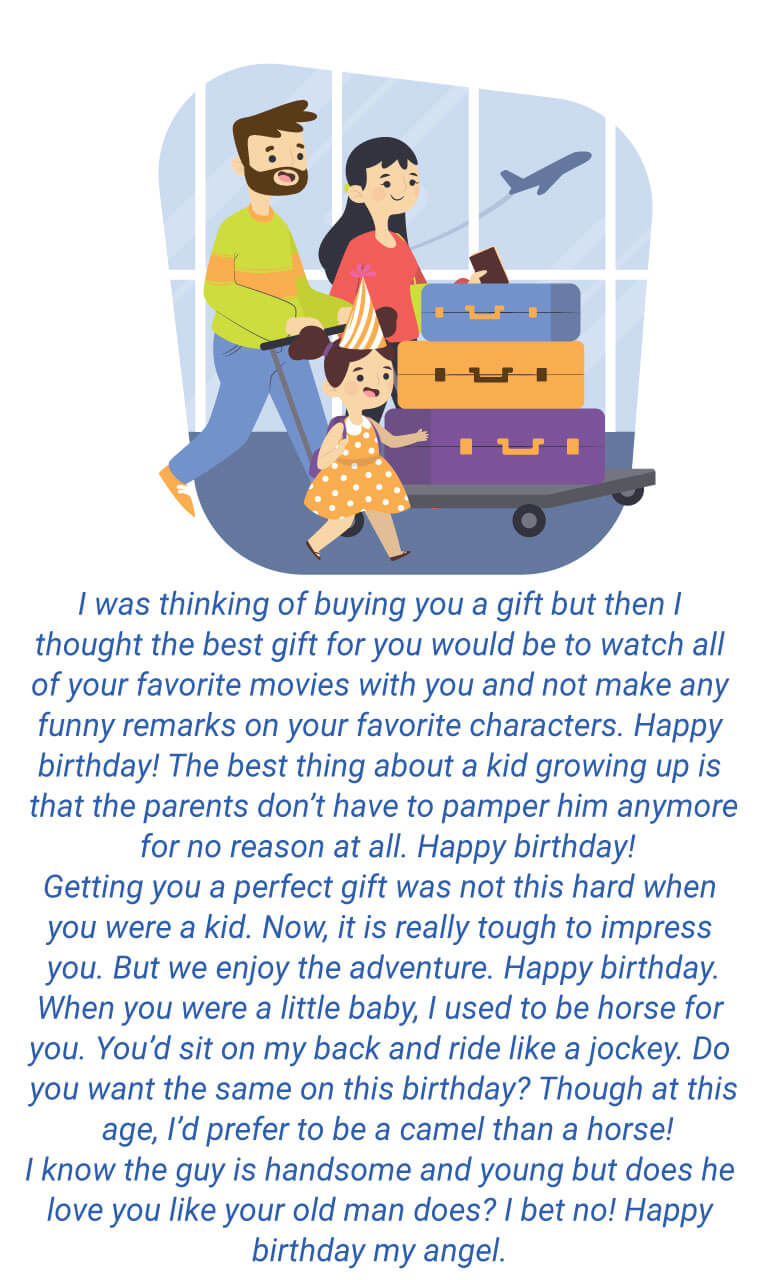 I was thinking of buying you a gift but then I
thought the best gift for you would be to watch all
of your favorite movies with you and not make any
funny remarks on your favorite characters. Happy
birthday! The best thing about a kid growing up is
that the parents don’t have to pamper him anymore
for no reason at all. Happy birthday!
Getting you a perfect gift was not this hard when
you were a kid. Now, it is really tough to impress
you. But we enjoy the adventure. Happy birthday.
When you were a little baby, I used to be horse for
you. You’d sit on my back and ride like a jockey. Do
you want the same on this birthday? Though at this
age, I’d prefer to be a camel than a horse!
I know the guy is handsome and young but does he
love you like your old man does? I bet no! Happy
birthday my angel.